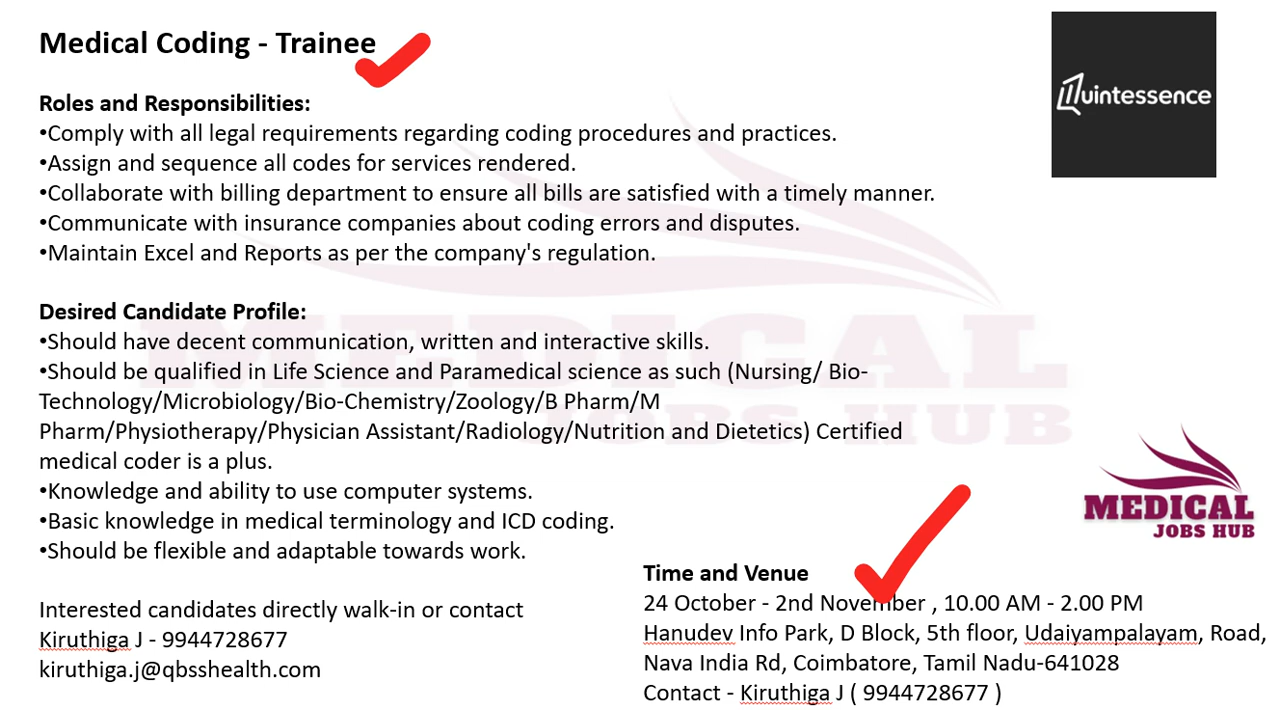 Medical Coding - Trainee
Quintessence
Roles and Responsibilities:
•Comply with all legal requirements regarding coding procedures and practices.
•Assign and sequence all codes for services rendered.
•Collaborate with billing department to ensure all bills are satisfied with a timely manner.
•Communicate with insurance companies about coding errors and disputes.
•Maintain Excel and Reports as per the company's regulation.
Desired Candidate Profile:
•Should have decent communication, written and interactive skills.
•Should be qualified in Life Science and Paramedical science as such (Nursing/ Bio-
Technology/Microbiology/Bio-Chemistry/Zoology/B Pharm/M
Pharm/Physiotherapy/Physician Assistant/Radiology/Nutrition and Dietetics) Certified
medical coder is a plus.
•Knowledge and ability to use computer systems.
•Basic knowledge in medical terminology and ICD coding.
•Should be flexible and adaptable towards work.
MEDICAL
JOBS HUB
MEDICAL
JOBS HUB
Interested candidates directly walk-in or contact
Kiruthiga J - 9944728677
kiruthiga.j@qbsshealth.com
Time and Venue
24 October - 2nd November , 10.00 AM - 2.00 PM
Hanudev Info Park, D Block, 5th floor, Udaiyampalayam, Road,
Nava India Rd, Coimbatore, Tamil Nadu-641028
Contact - Kiruthiga J ( 9944728677 )